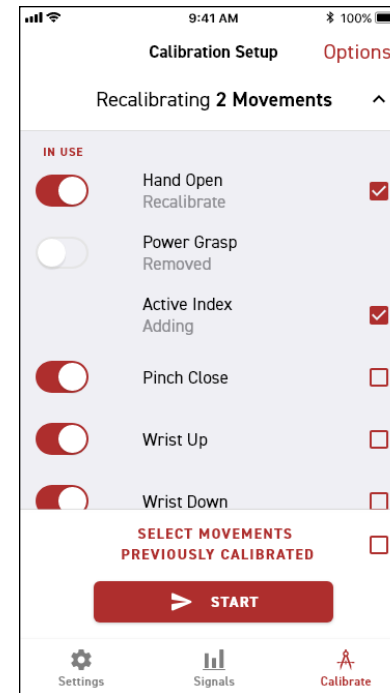 9:41 AM
100%
Calibration Setup
Options
Recalibrating 2 Movements
IN USE
Hand Open
Recalibrate
Power Grasp
Removed
Active Index
Adding
Pinch Close
Wrist Up
Wrist Down
SELECT MOVEMENTS
PREVIOUSLY CALIBRATED
START
Settings
Signals
Calibrate